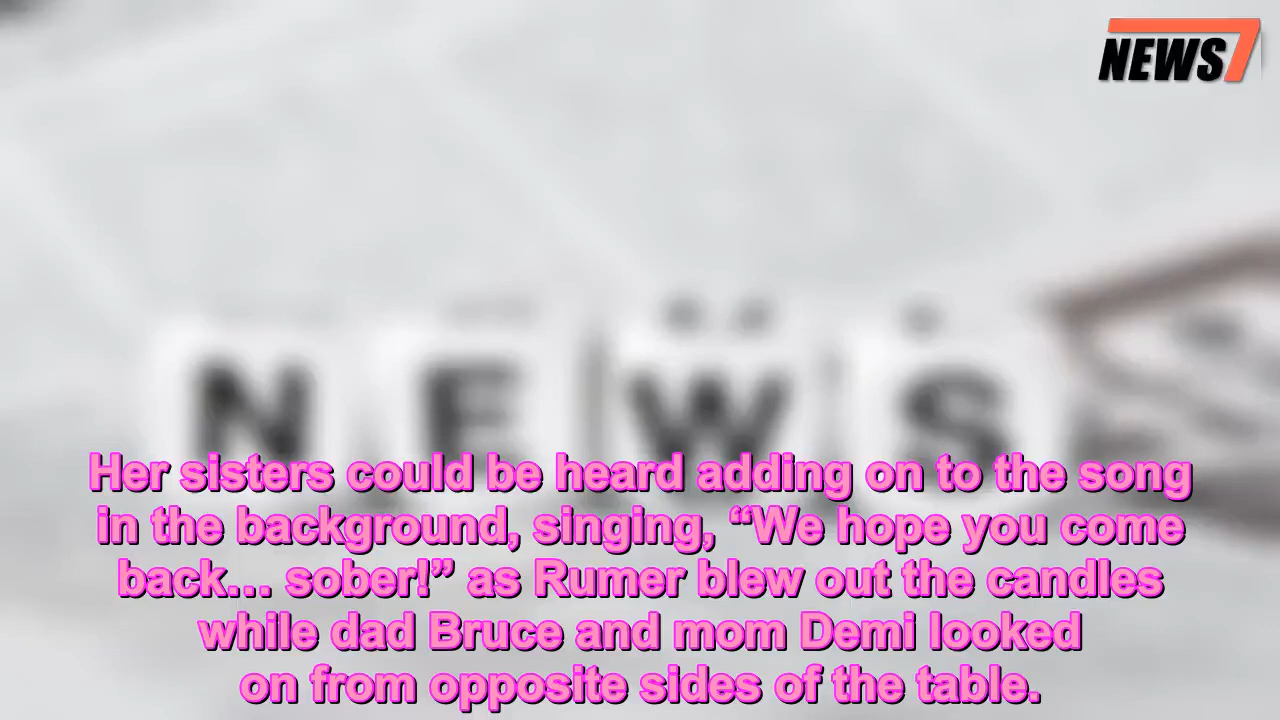 NEWS7
NEWS
Her sisters could be heard adding on to the song
in the background, singing, “We hope you come
back... sober!” as Rumer blew out the candles
while dad Bruce and mom Demi looked
on from opposite sides of the table.